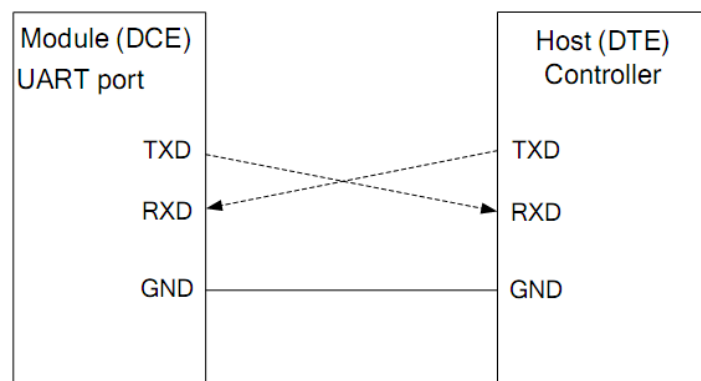 Module (DCE)
UART port
TXD
RXD
GND
Host (DTE)
Controller
TXD
RXD
GND